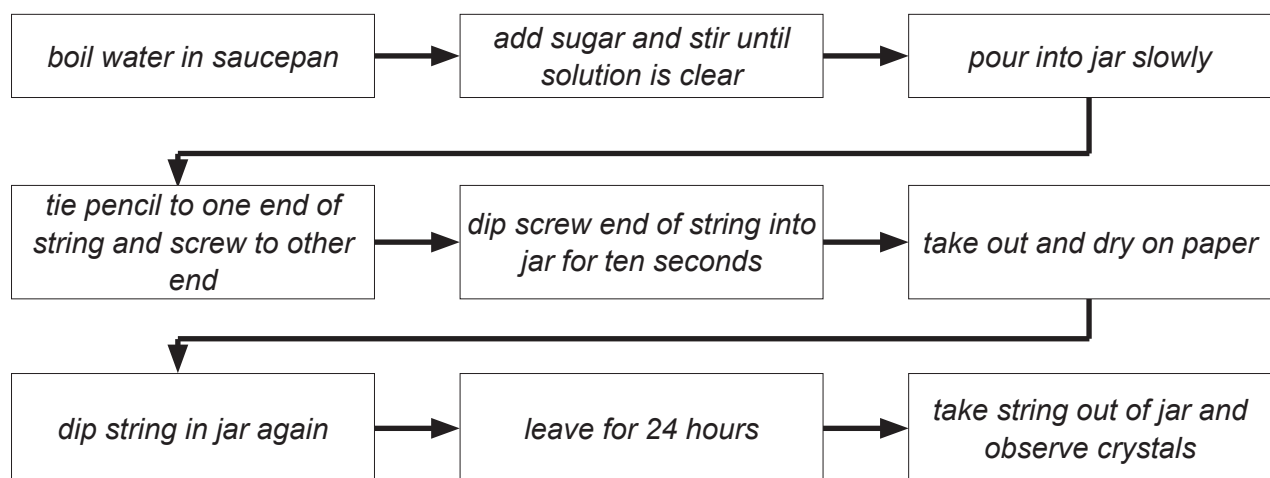 boil water in saucepan
add sugar and stir until
solution is clear
pour into jar slowly
tie pencil to one end of
string and screw to other
end
dip screw end of string into
jar for ten seconds
take out and dry on paper
dip string in jar again
leave for 24 hours
take string out of jar and
observe crystals